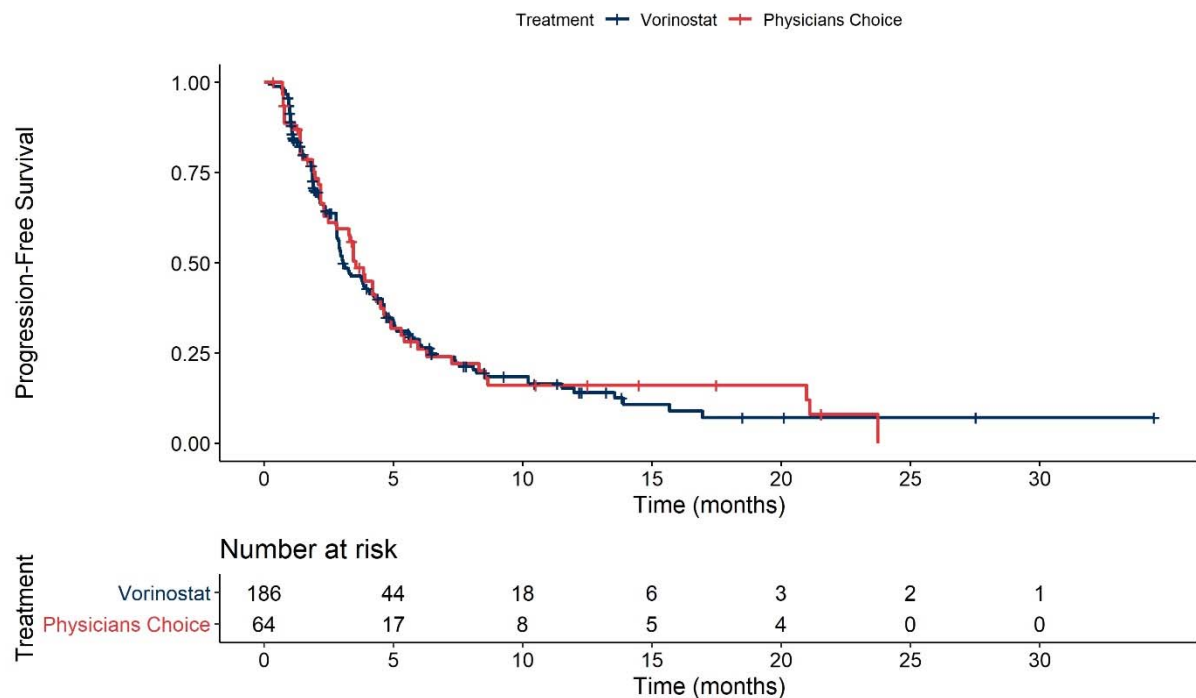 Treatment Vorinostat Physicians Choice
Progression-Free Survival
1.00
0.75
0.50
0.25
0.00
0 5 10 15 20 25 30
Time (months)
Number at risk
Treatment
Vorinostat 186 44 18 6 3 2 1
Physicians Choice 64 17 8 5 4 0 0
0 5 10 15 20 25 30
Time (months)